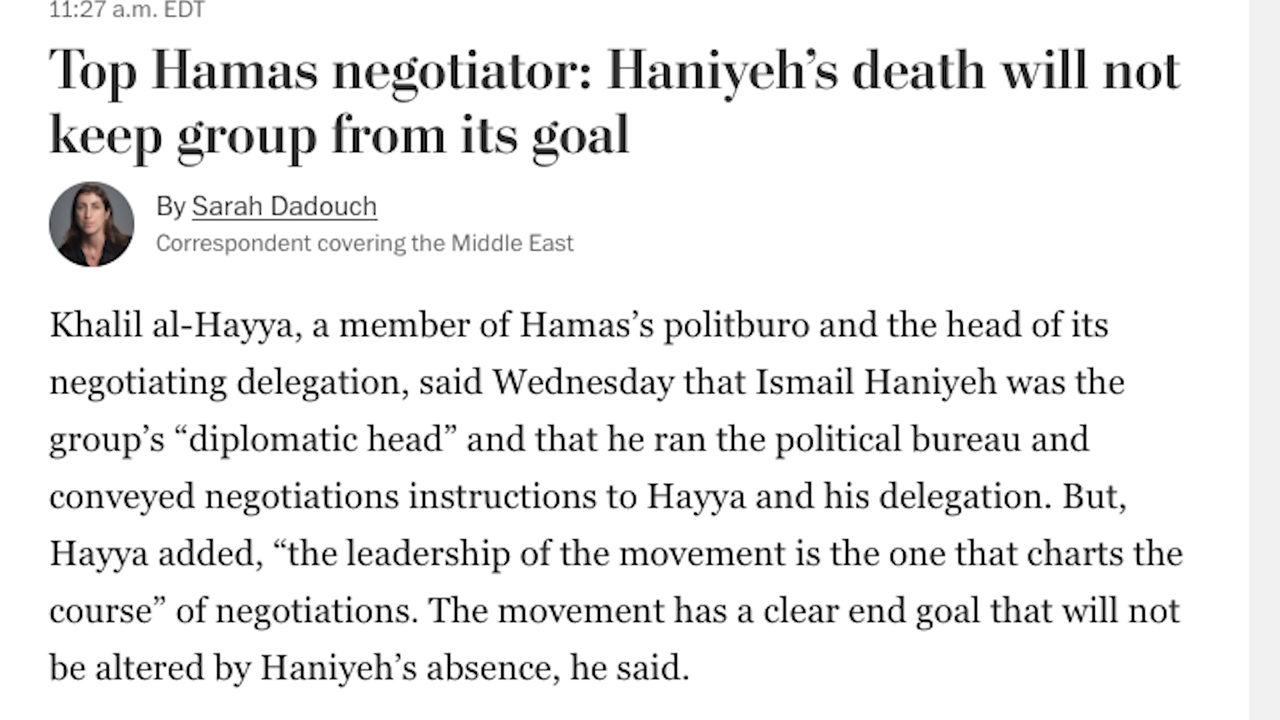 11:27 a.m. EDT
Top Hamas negotiator: Haniyeh’s death will not
keep group from its goal
By Sarah Dadouch
Correspondent covering the Middle East
Khalil al-Hayya, a member of Hamas’s politburo and the head of its
negotiating delegation, said Wednesday that Ismail Haniyeh was the
group’s “diplomatic head” and that he ran the political bureau and
conveyed negotiations instructions to Hayya and his delegation. But,
Hayya added, “the leadership of the movement is the one that charts the
course” of negotiations. The movement has a clear end goal that will not
be altered by Haniyeh’s absence, he said.